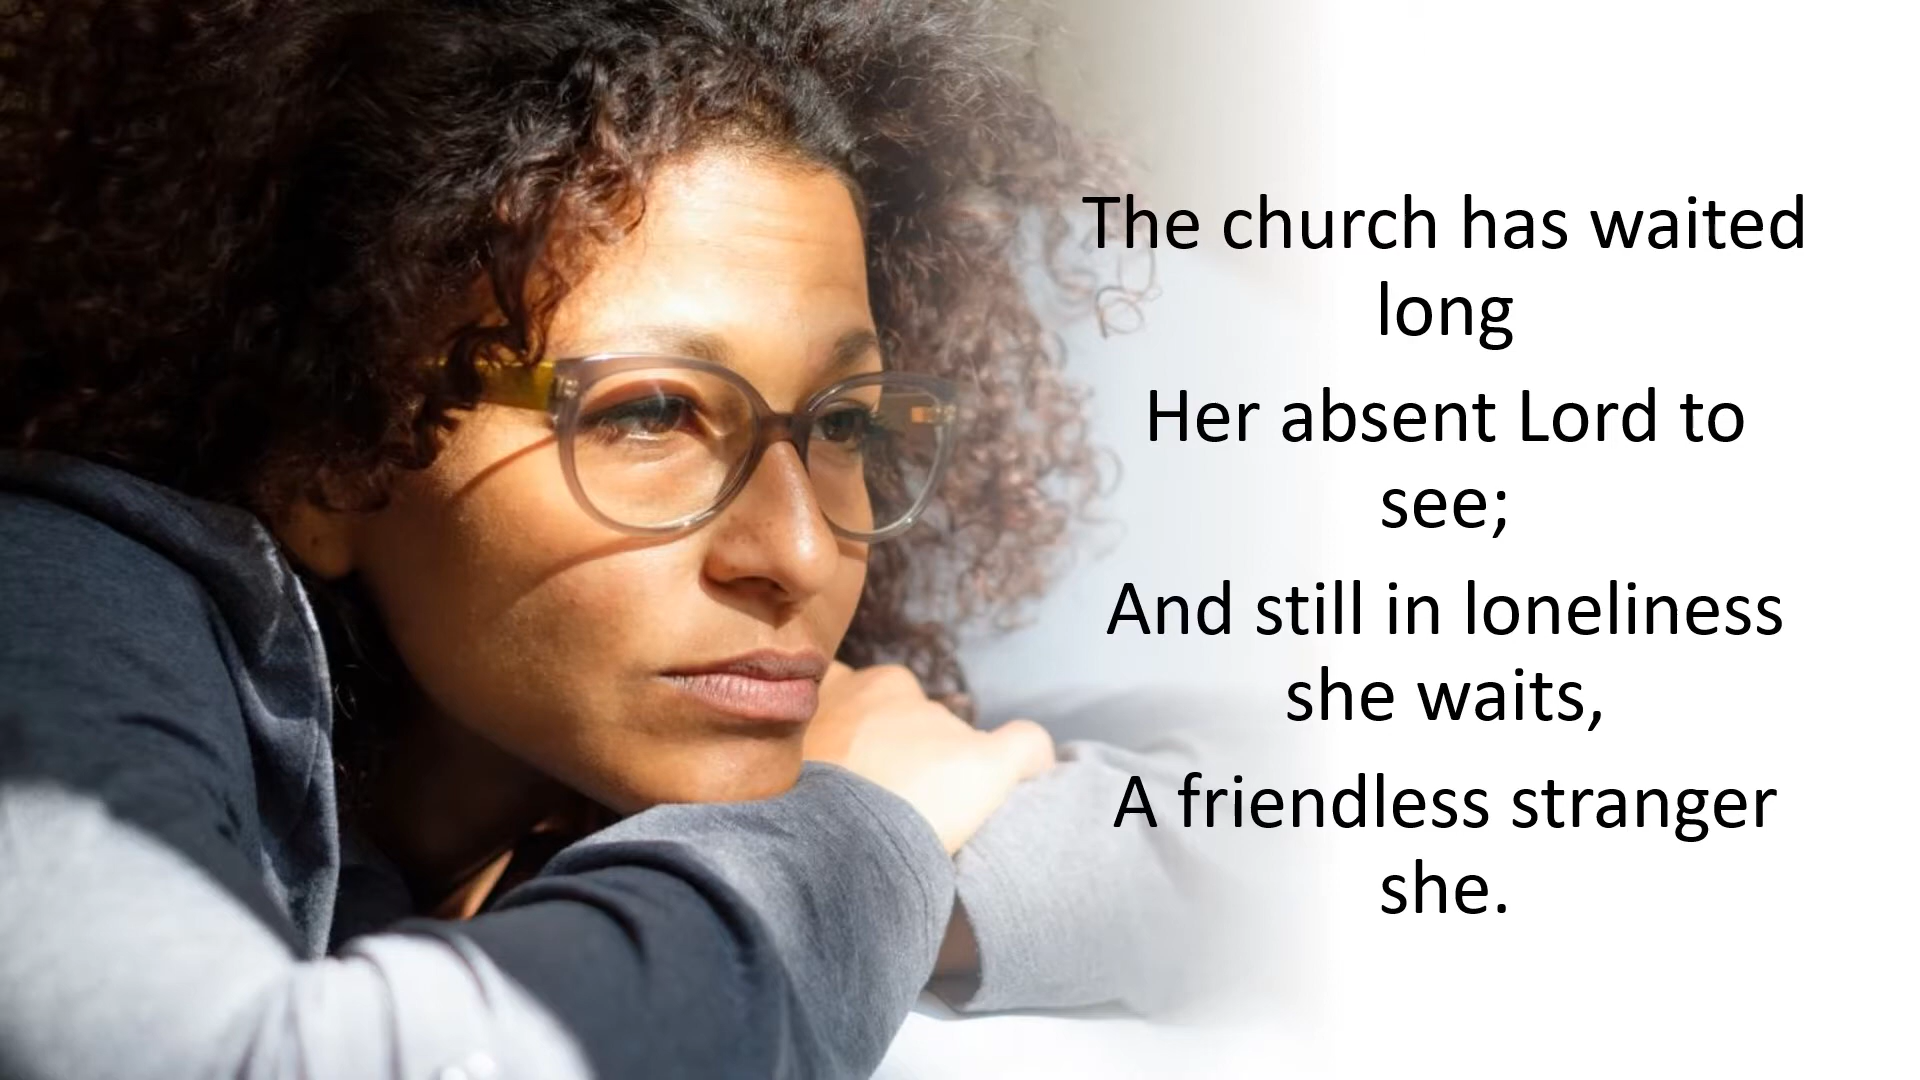 The church has waited
long
Her absent Lord to
see;
And still in loneliness
she waits,
A friendless stranger
she.